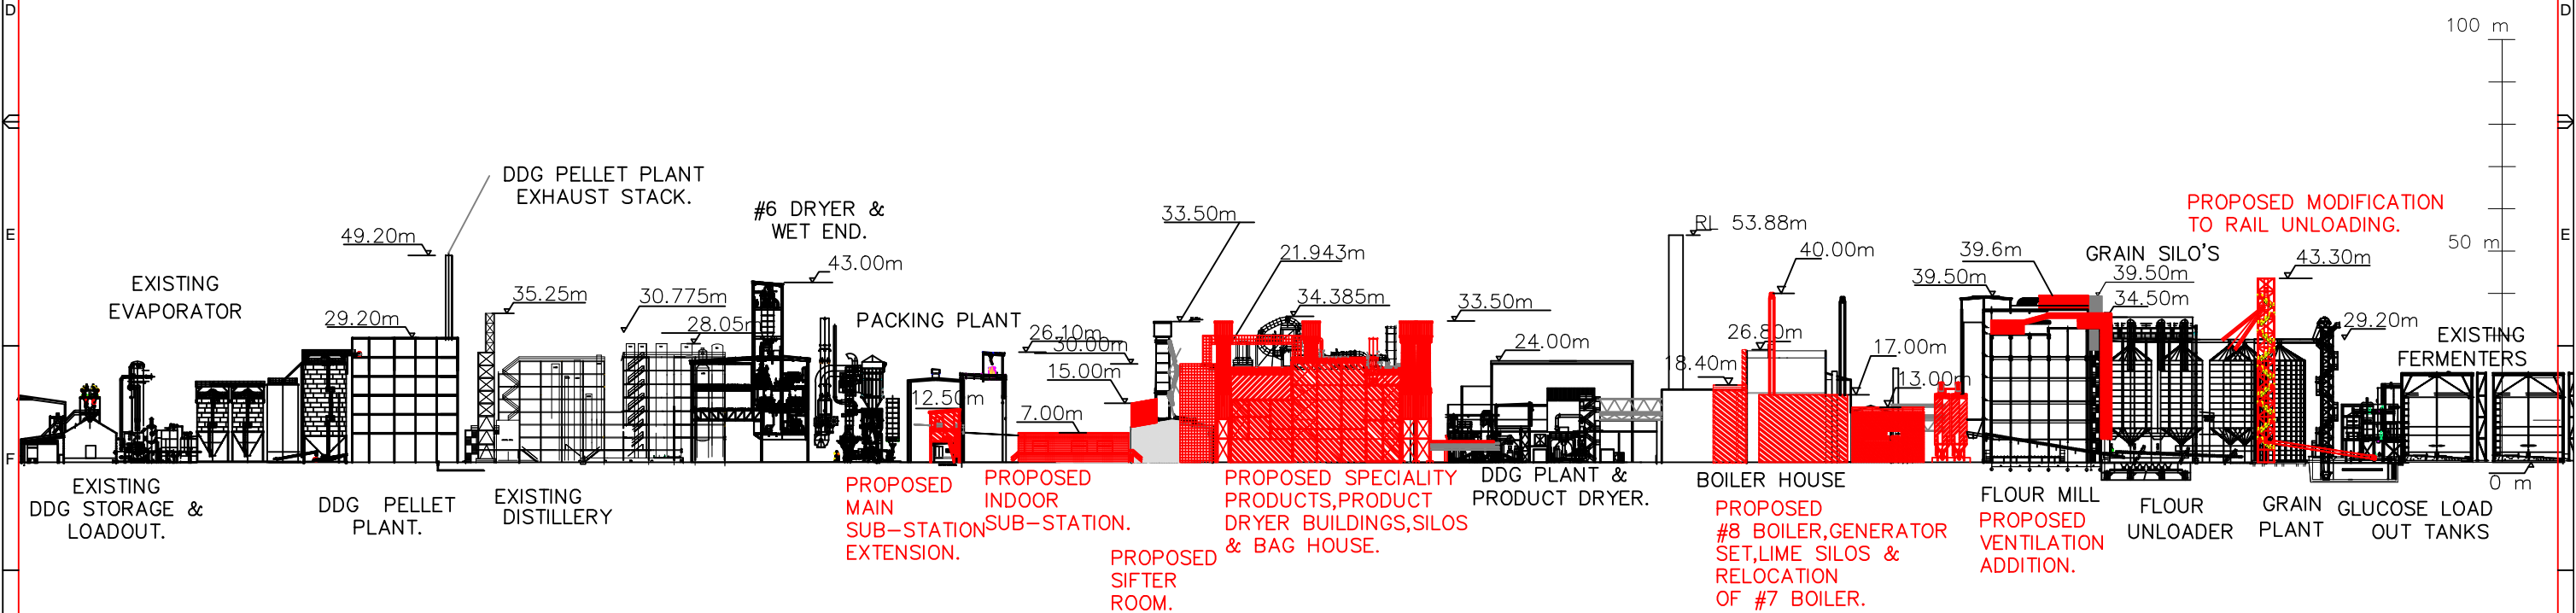 D
D
100 m
DDG PELLET PLANT
EXHAUST STACK.
#6 DRYER &
WET END.
PROPOSED MODIFICATION
TO RAIL UNLOADING.
E
E
49.20m
33.50m
RL 53.88m
50 m
21.943m
40.00m
39.6m
GRAIN SILO'S
43.30m
43.00m
EXISTING
EVAPORATOR
35.25m
30.775m
34.385m
33.50m
39.50m
39.50m
34.50m
29.20m
28.05m
PACKING PLANT
26.10m
30.00m
24.00m
26.80m
29.20m
EXISTING
FERMENTERS
15.00m
18.40m
17.00m
13.00m
12.50m
7.00m
F
F
0 m
EXISTING
DDG STORAGE &
LOADOUT.
DDG PELLET
PLANT.
EXISTING
DISTILLERY
PROPOSED
MAIN
SUB-STATION
EXTENSION.
PROPOSED
INDOOR
SUB-STATION.
PROPOSED
SIFTER
ROOM.
PROPOSED SPECIALITY
PRODUCTS,PRODUCT
DRYER BUILDINGS,SILOS
& BAG HOUSE.
DDG PLANT &
PRODUCT DRYER.
BOILER HOUSE
PROPOSED
#8 BOILER,GENERATOR
SET,LIME SILOS &
RELOCATION
OF #7 BOILER.
FLOUR MILL
PROPOSED
VENTILATION
ADDITION.
FLOUR
UNLOADER
GRAIN
PLANT
GLUCOSE LOAD
OUT TANKS